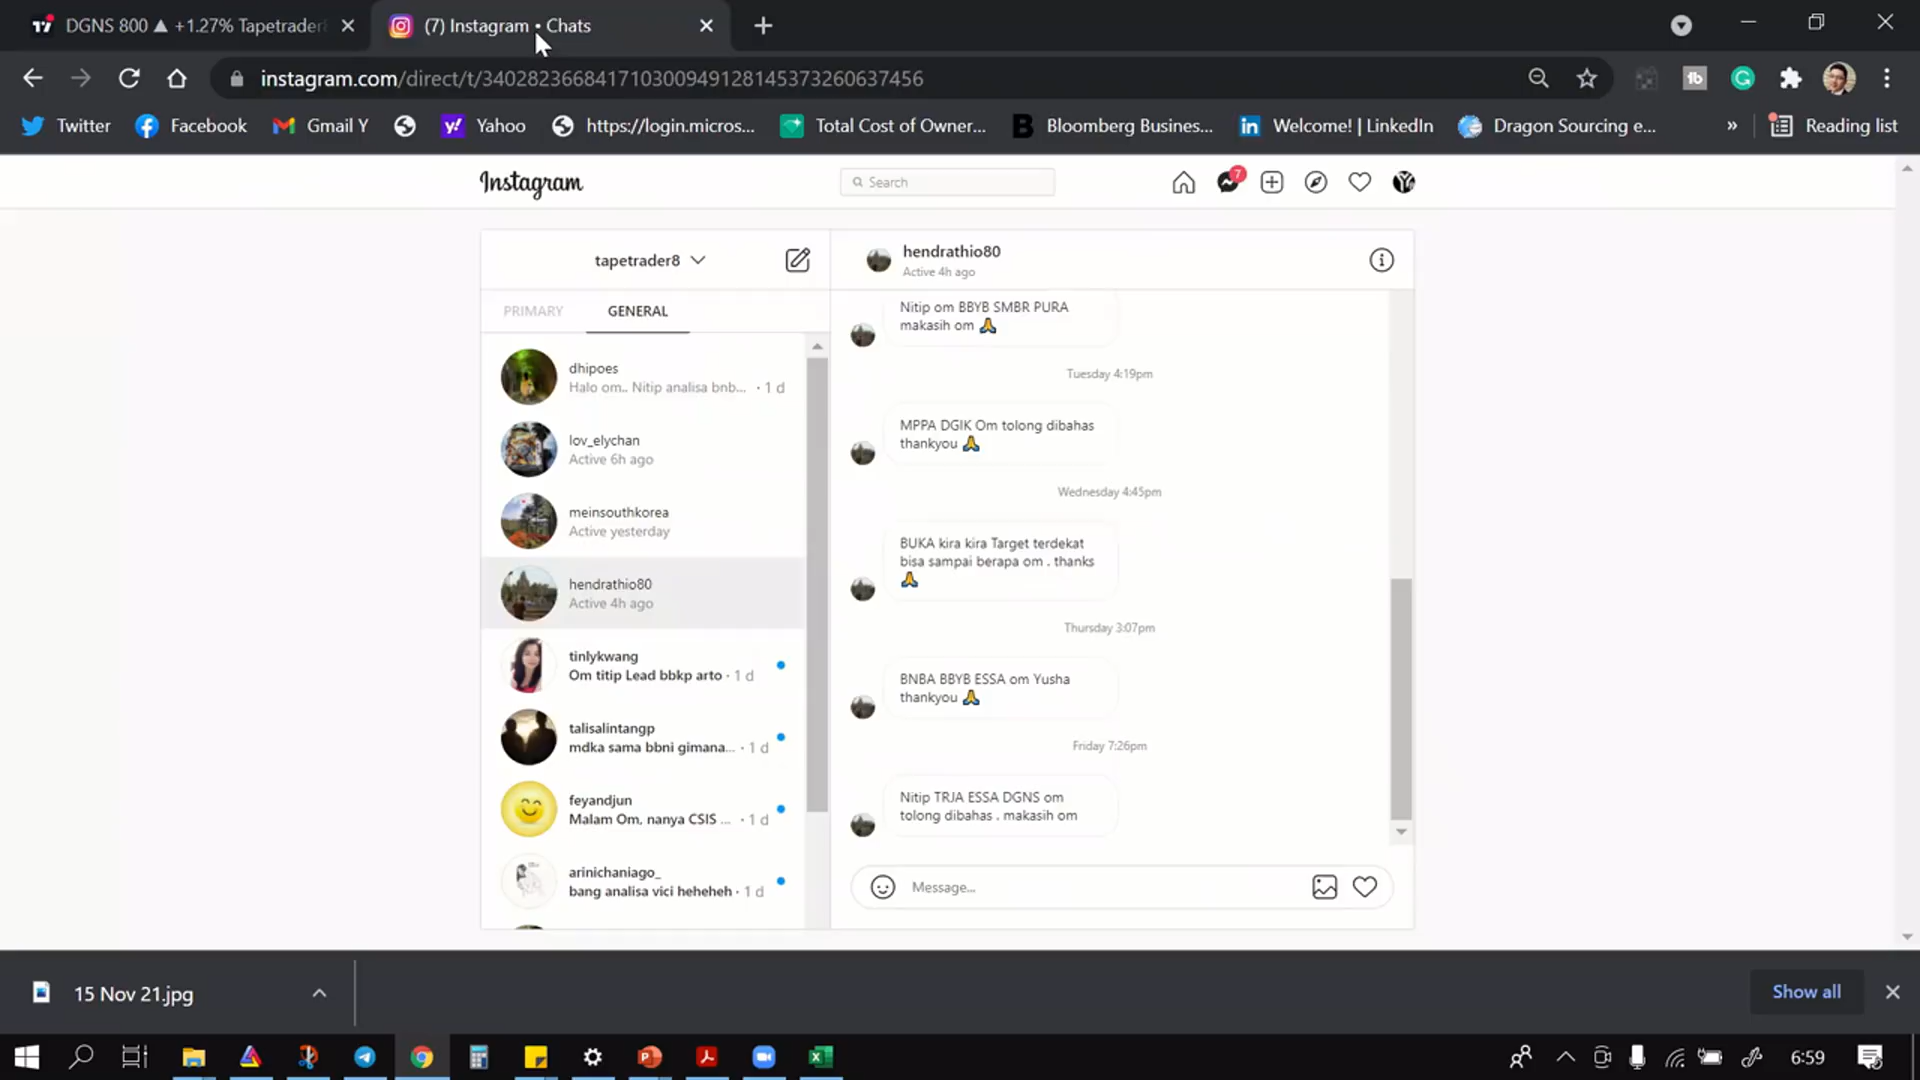 DGNS 800 ▲ +1.27% Tapetrader
(7) Instagram • Chats
instagram.com/direct/t/340282366841710300949128145373260637456
Twitter
Facebook
Gmail Y
Yahoo
https://login.micros...
Total Cost of Owner...
Bloomberg Business...
Welcome! | LinkedIn
Dragon Sourcing e...
»
Reading list
Instagram
Search
7
tapetrader8
hendrathio80
Active 4h ago
PRIMARY
GENERAL
dhipoes
Halo om.. Nitip analisa bnb... · 1 d
lov_elychan
Active 6h ago
meinsouthkorea
Active yesterday
hendrathio80
Active 4h ago
tinlykwang
Om titip Lead bbkp arto · 1 d
talisalintangp
mdka sama bbni gimana... · 1 d
feyandjun
Malam Om, nanya CSIS ... · 1 d
arinichaniago_
bang analisa vici heheheh · 1 d
Nitip om BBYB SMBR PURA
makasih om 🙏
Tuesday 4:19pm
MPPA DGIK Om tolong dibahas
thankyou 🙏
Wednesday 4:45pm
BUKA kira kira Target terdekat
bisa sampai berapa om . thanks
🙏
Thursday 3:07pm
BNBA BBYB ESSA om Yusha
thankyou 🙏
Friday 7:26pm
Nitip TRJA ESSA DGNS om
tolong dibahas . makasih om
Message...
15 Nov 21.jpg
Show all
6:59